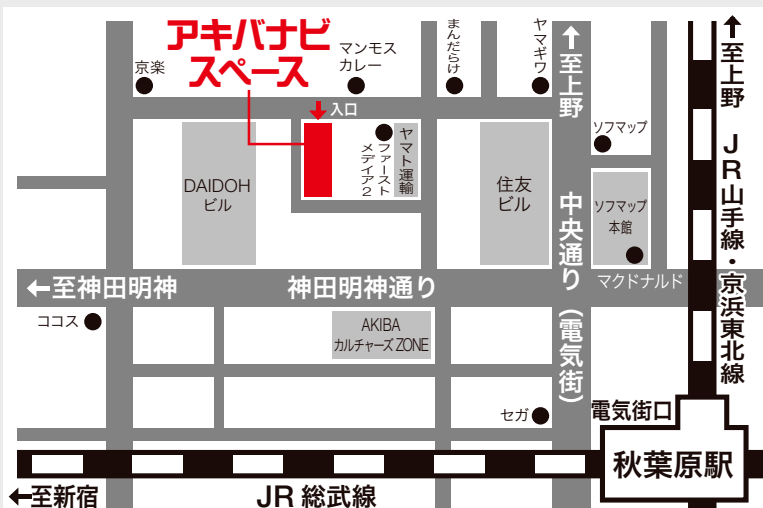 アキバナビ
スペース
京楽
マンモス
カレー
まんだらけ
ヤマギワ
↑至上野
↑至上野
JR山手線・京浜東北線
入口
ソフマップ
DAIDOH
ビル
ファースト
メデイア2
ヤマト運輸
住友
ビル
ソフマップ
本館
中央通り(電気街)
←至神田明神
神田明神通り
マクドナルド
ココス
AKIBA
カルチャーズZONE
セガ
電気街口
秋葉原駅
←至新宿
JR 総武線